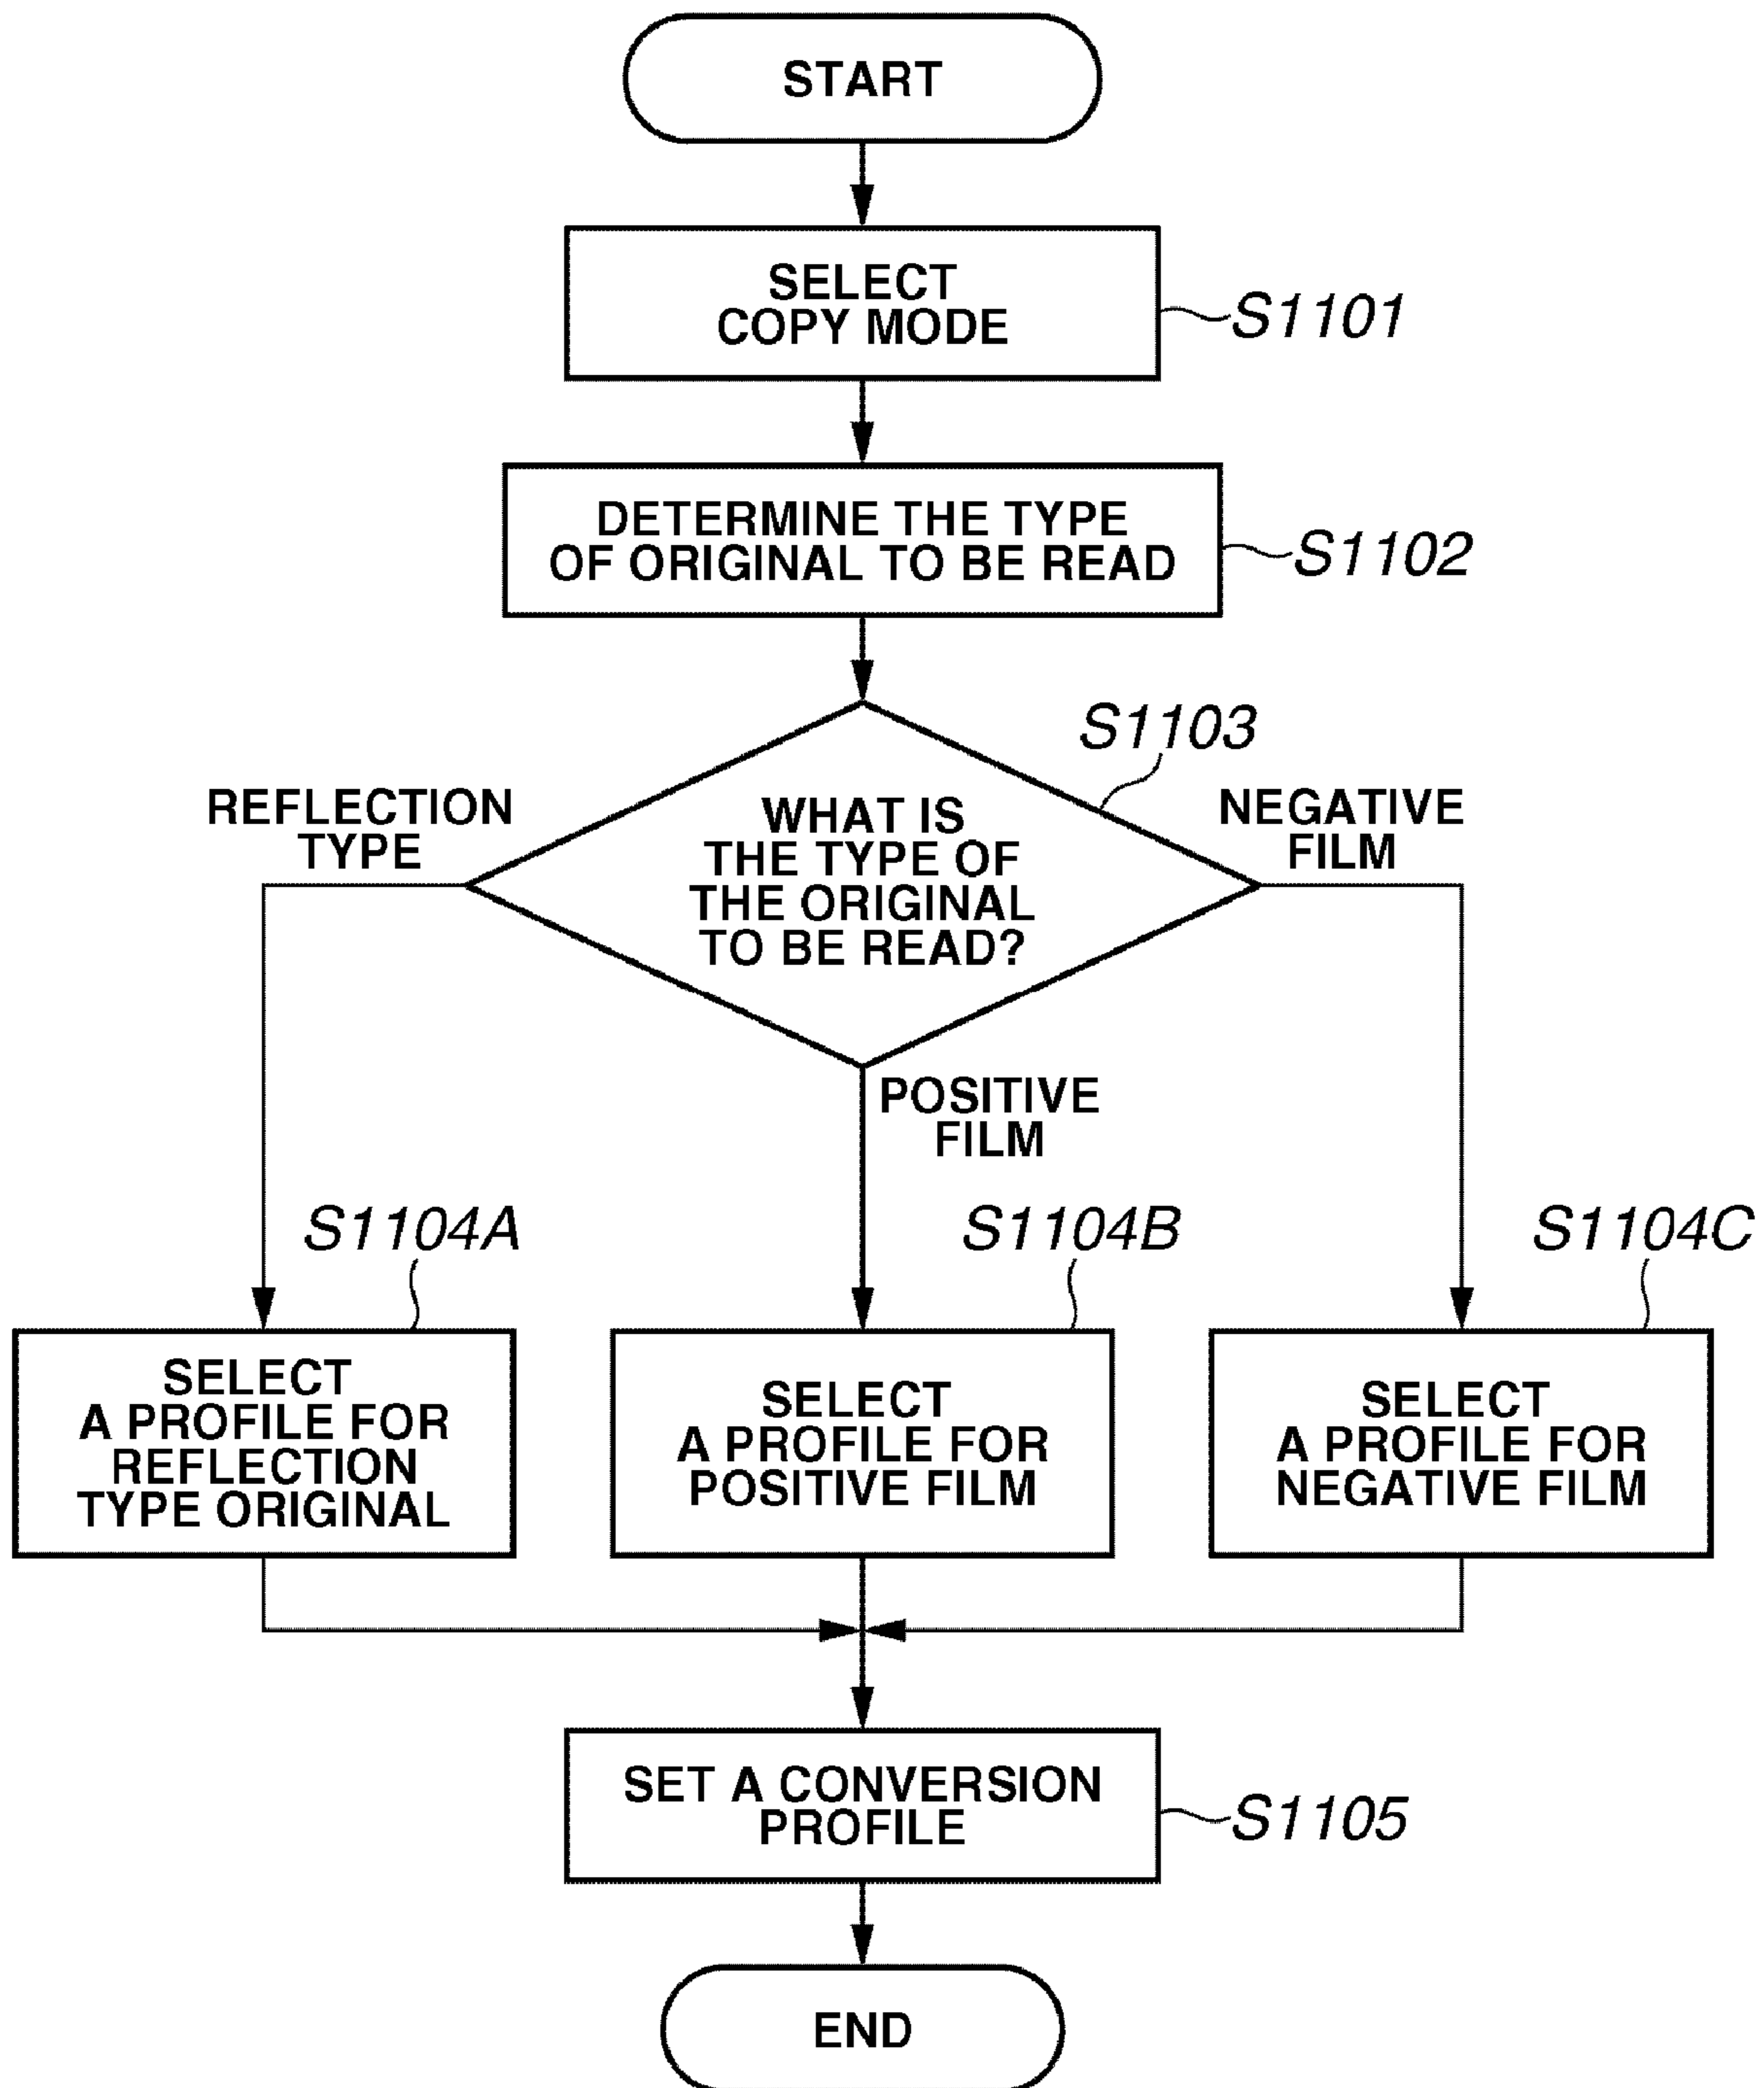 START
SELECT
COPY MODE
S1101
DETERMINE THE TYPE
OF ORIGINAL TO BE READ
S1102
S1103
REFLECTION
TYPE
WHAT IS
THE TYPE OF
THE ORIGINAL
TO BE READ?
NEGATIVE
FILM
POSITIVE
FILM
S1104A
S1104B
S1104C
SELECT
A PROFILE FOR
REFLECTION
TYPE ORIGINAL
SELECT
A PROFILE FOR
POSITIVE FILM
SELECT
A PROFILE FOR
NEGATIVE FILM
SET A CONVERSION
PROFILE
S1105
END